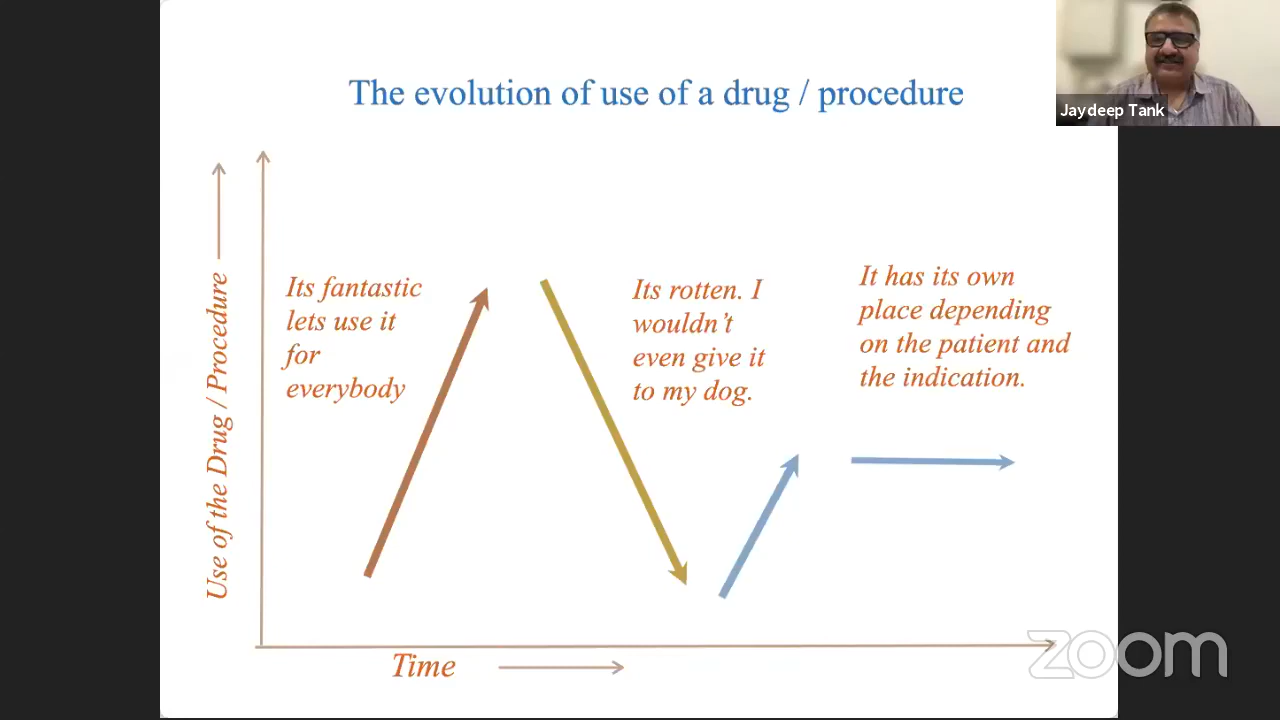 The evolution of use of a drug / procedure
Jaydeep Tank
Use of the Drug / Procedure
Its fantastic
lets use it
for
everybody
Its rotten. I
wouldn't
even give it
to my dog.
It has its own
place depending
on the patient and
the indication.
Time
zoom